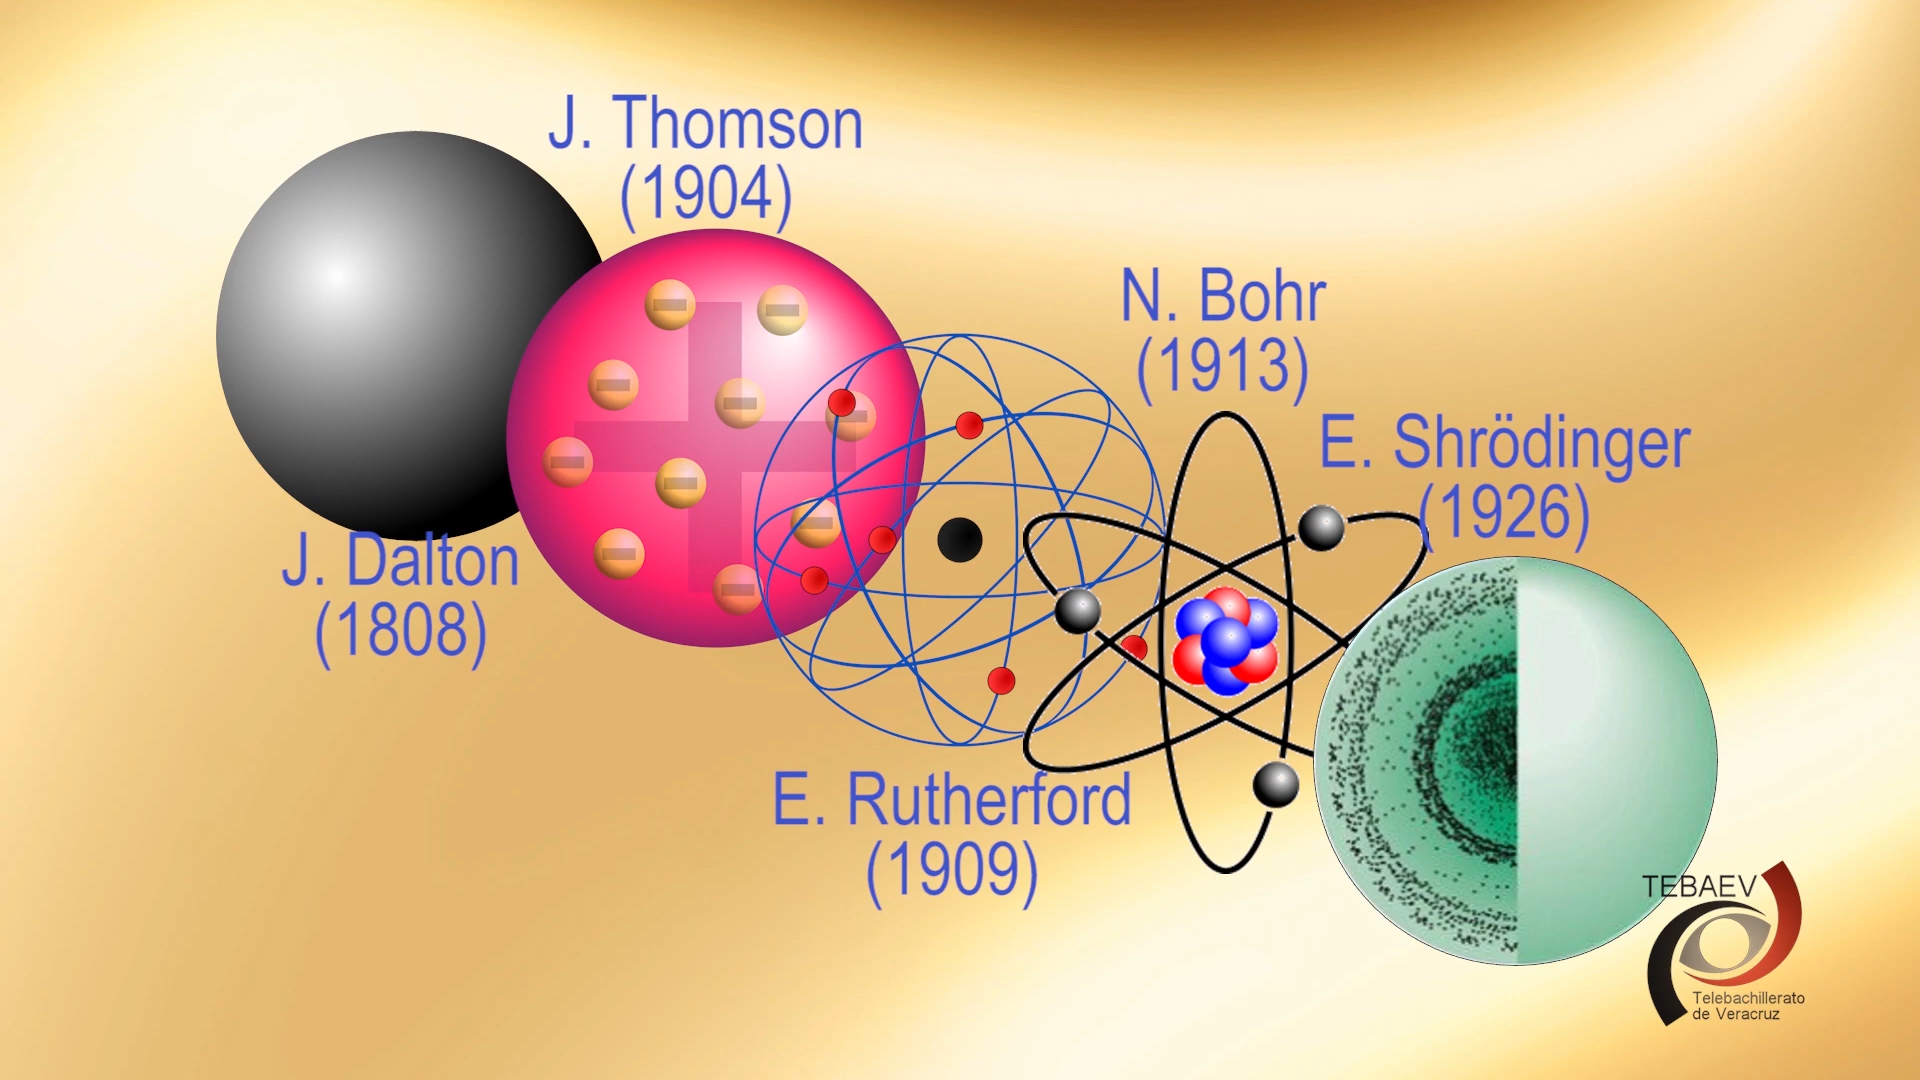 J. Thomson
(1904)
N. Bohr
(1913)
E. Shrödinger
(1926)
J. Dalton
(1808)
E. Rutherford
(1909)
TEBAEV
Telebachillerato
de Veracruz